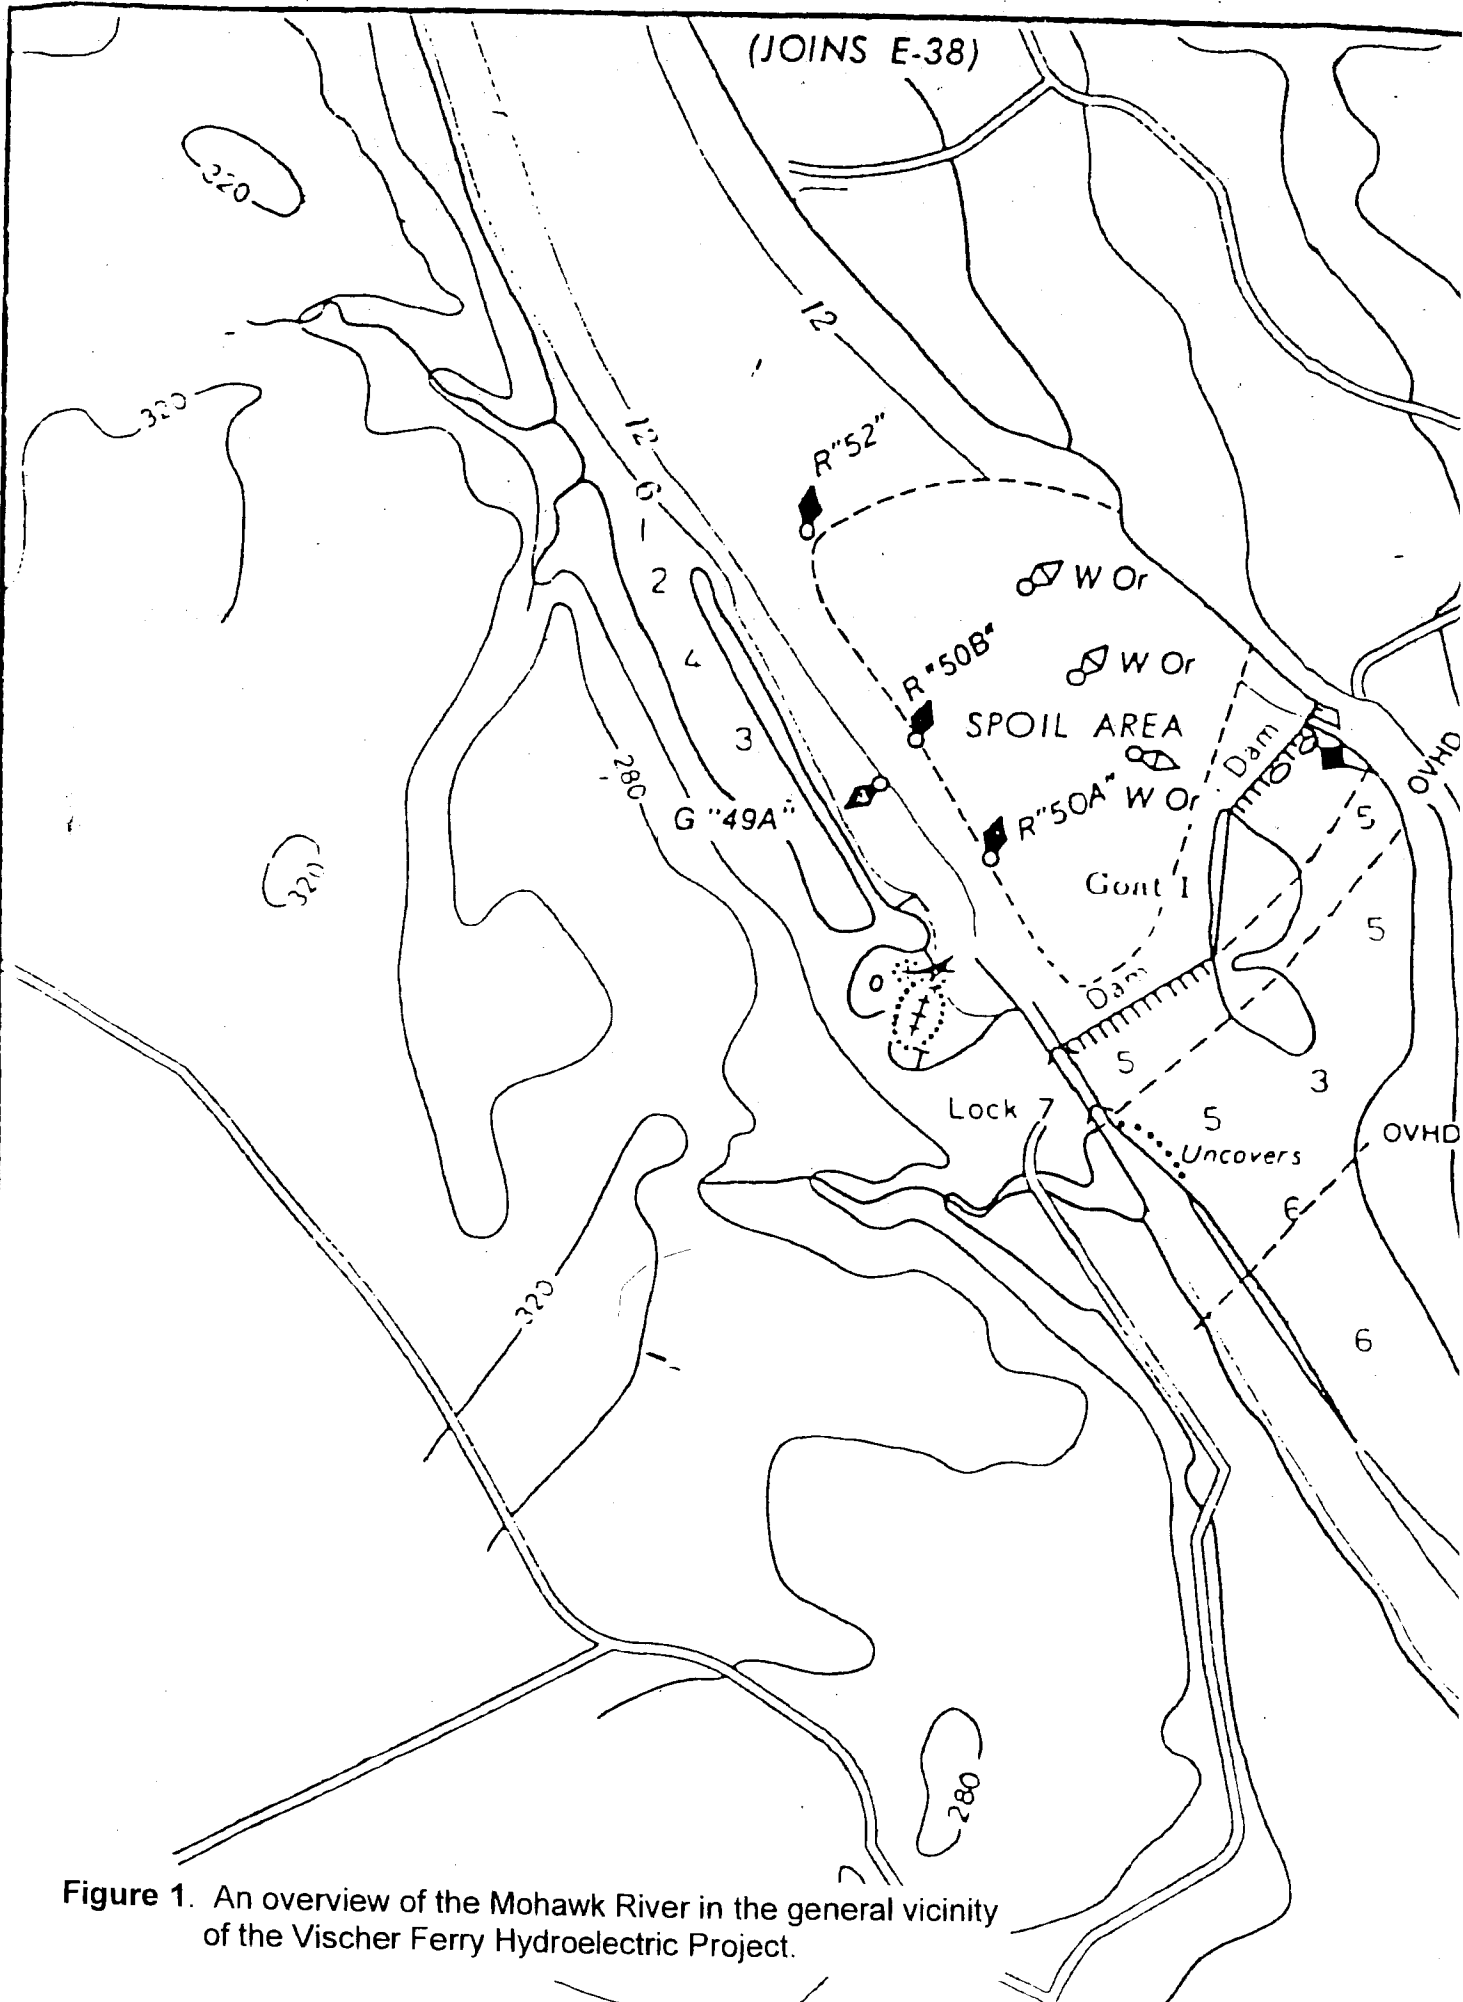 (JOINS E-38)
320
12
320
12
R"52"
6
1
2
W Or
4
R"50B"
W Or
SPOIL AREA
3
280
Dam
OVHD
G "49A"
R"50A"
W Or
5
320
5
Dam
5
3
Lock 7
5
OVHD
Uncovers
6
320
6
280
Figure 1. An overview of the Mohawk River in the general vicinity
of the Vischer Ferry Hydroelectric Project.